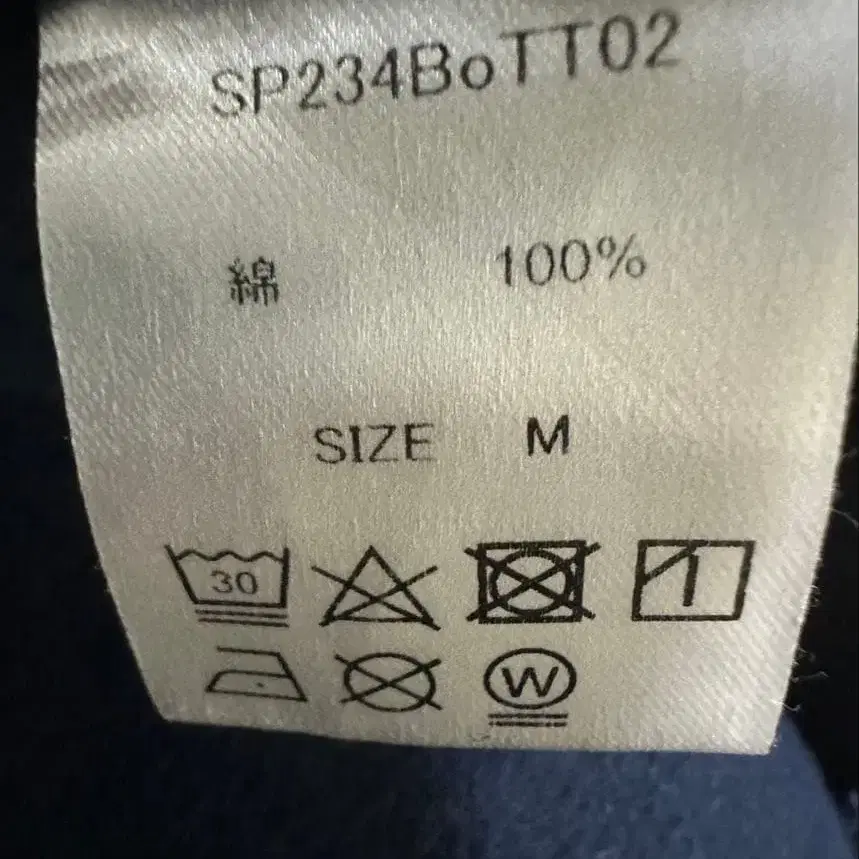 SP234BoTT02
綿 100%
SIZE M
30
W